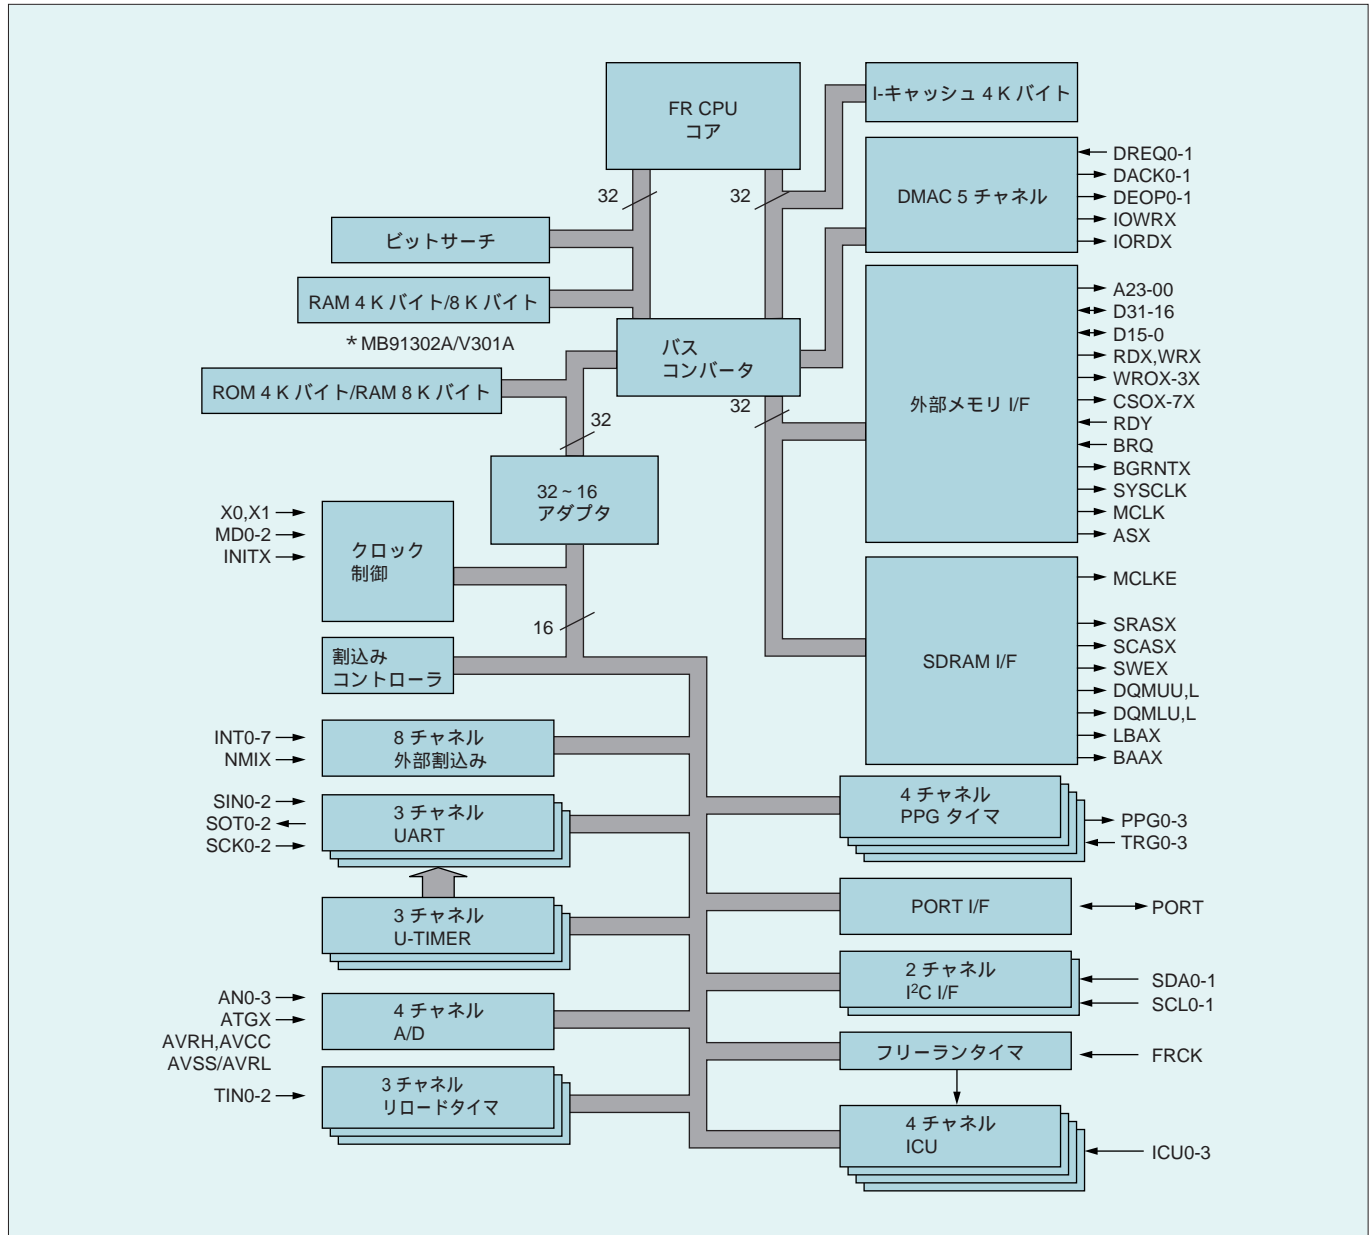 FR CPU
コア
I-キャッシュ 4 K バイト
DMAC 5 チャネル
DREQ0-1
DACK0-1
DEOP0-1
IOWRX
IORDX
32
32
ビットサーチ
RAM 4 K バイト/8 K バイト
*MB91302A/V301A
バス
コンバータ
ROM 4 K バイト/RAM 8 K バイト
32
32
外部メモリ I/F
A23-00
D31-16
D15-0
RDX,WRX
WROX-3X
CSOX-7X
RDY
BRQ
BGRNTX
SYSCLK
MCLK
ASX
32 ~ 16
アダプタ
X0,X1
MD0-2
INITX
クロック
制御
16
割込み
コントローラ
SDRAM I/F
MCLKE
SRASX
SCASX
SWEX
DQMUU,L
DQMLU,L
LBAX
BAAX
INT0-7
NMIX
8 チャネル
外部割込み
SIN0-2
SOT0-2
SCK0-2
3 チャネル
UART
4 チャネル
PPG タイマ
PPG0-3
TRG0-3
3 チャネル
U-TIMER
PORT I/F
PORT
2 チャネル
I²C I/F
SDA0-1
SCL0-1
AN0-3
ATGX
AVRH,AVCC
AVSS/AVRL
4 チャネル
A/D
フリーランタイマ
FRCK
TIN0-2
3 チャネル
リロードタイマ
4 チャネル
ICU
ICU0-3